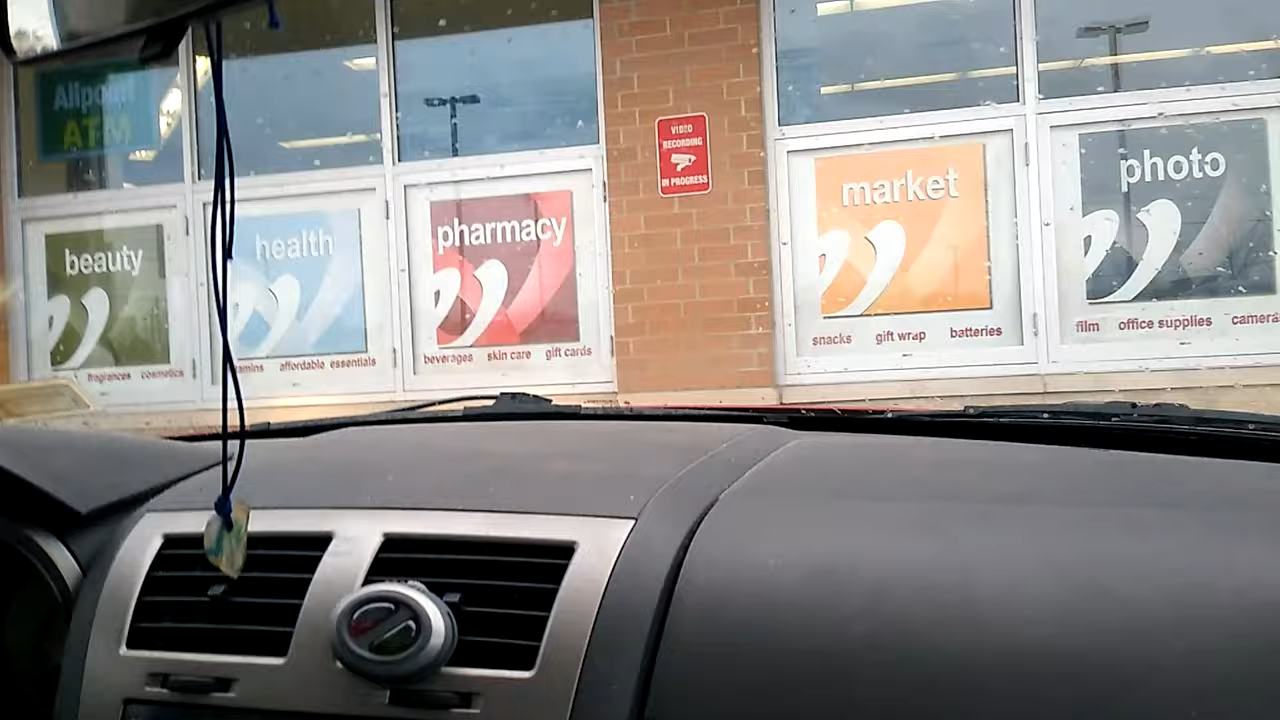 Allpoint
ATM
beauty
fragrances cosmetics
health
affordable essentials
pharmacy
beverages skin care gift cards
VIDEO
RECORDING
IN PROGRESS
market
snacks gift wrap batteries
photo
film office supplies camera